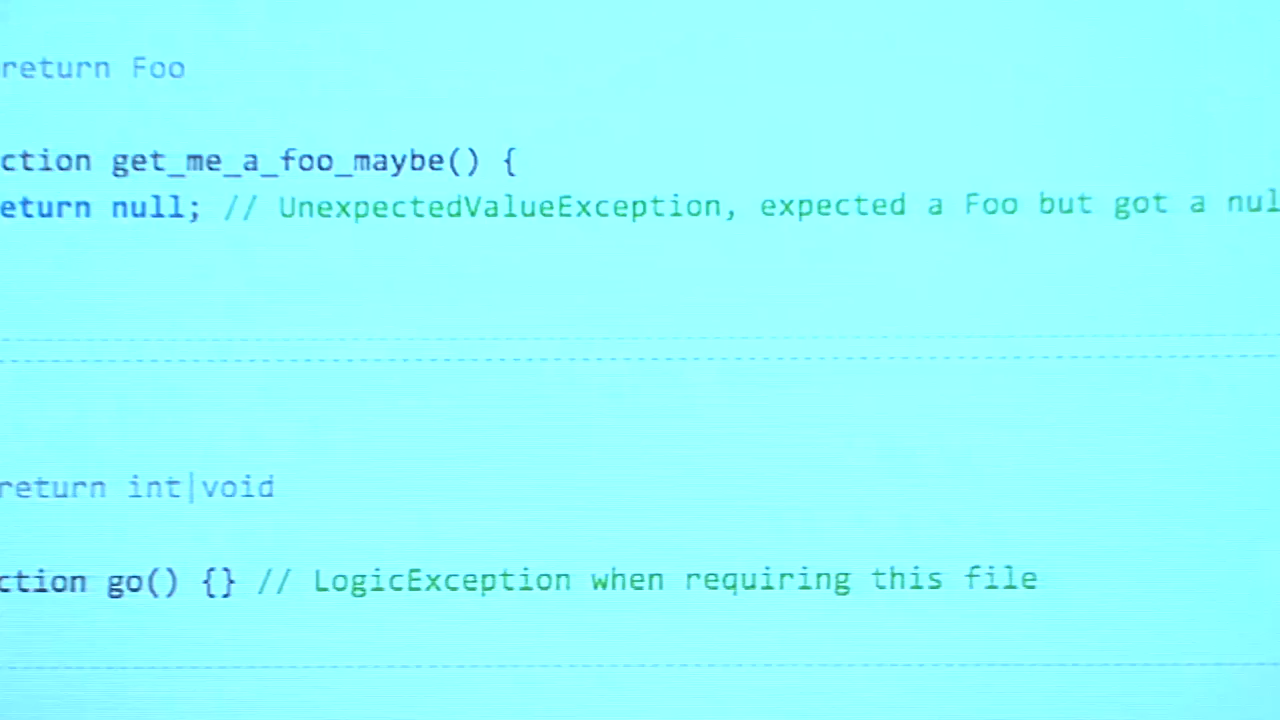 return Foo
ction get_me_a_foo_maybe() {
eturn null; // UnexpectedValueException, expected a Foo but got a nul
return int|void
ction go() {} // LogicException when requiring this file